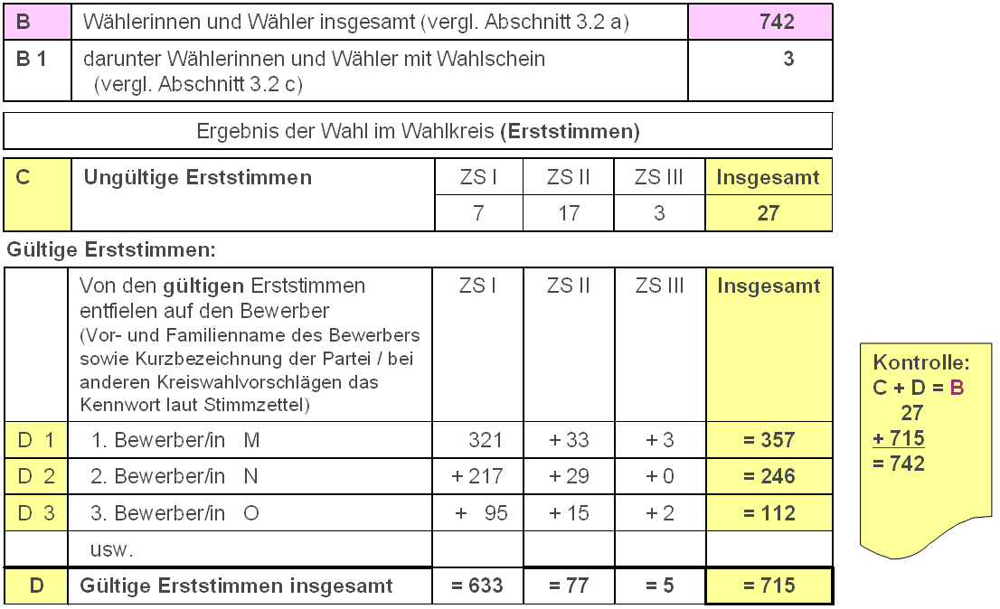 B Wählerinnen und Wähler insgesamt (vergl. Abschnitt 3.2 a) 742
B 1 darunter Wählerinnen und Wähler mit Wahlschein 3
(vergl. Abschnitt 3.2 c)
Ergebnis der Wahl im Wahlkreis (Erststimmen)
C Ungültige Erststimmen ZS I ZS II ZS III Insgesamt
7 17 3 27
Gültige Erststimmen:
Von den gültigen Erststimmen ZS I ZS II ZS III Insgesamt
entfielen auf den Bewerber
(Vor- und Familienname des Bewerbers
sowie Kurzbezeichnung der Partei / bei
anderen Kreiswahlvorschlägen das
Kennwort laut Stimmzettel)
D 1 1. Bewerber/in M 321 + 33 + 3 = 357
D 2 2. Bewerber/in N + 217 + 29 + 0 = 246
D 3 3. Bewerber/in O + 95 + 15 + 2 = 112
usw.
D Gültige Erststimmen insgesamt = 633 = 77 = 5 = 715
Kontrolle:
C + D = B
27
+ 715
= 742